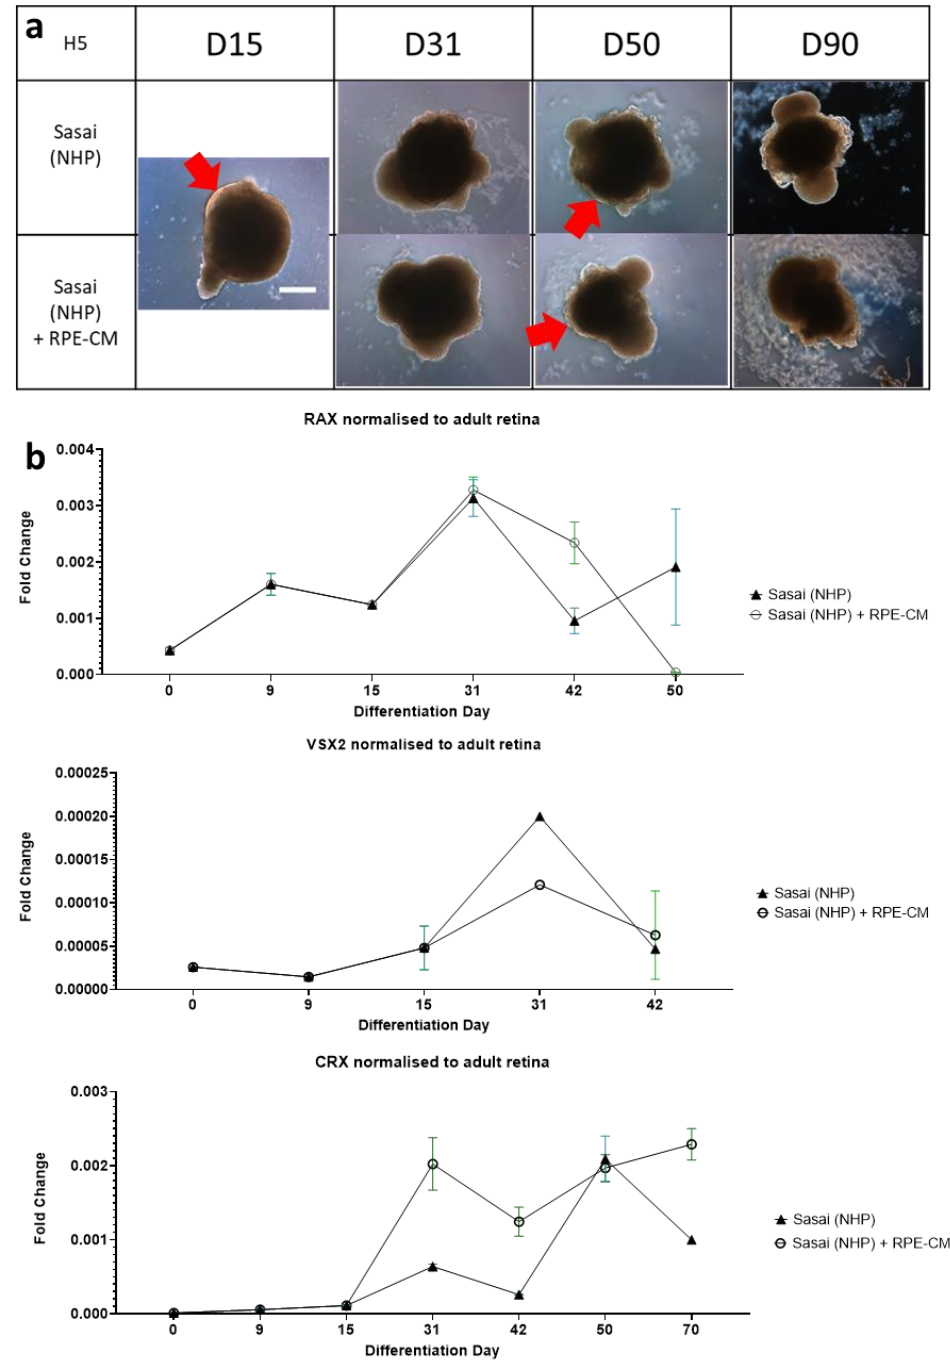 a
H5
D15
D31
D50
D90
Sasai
(NHP)
Sasai
(NHP)
+ RPE-CM
b
RAX normalised to adult retina
Fold Change
0.004
0.003
0.002
0.001
0.000
0 9 15 31 42 50
Differentiation Day
Sasai (NHP)
Sasai (NHP) + RPE-CM
VSX2 normalised to adult retina
Fold Change
0.00025
0.00020
0.00015
0.00010
0.00005
0.00000
0 9 15 31 42
Differentiation Day
Sasai (NHP)
Sasai (NHP) + RPE-CM
CRX normalised to adult retina
Fold Change
0.003
0.002
0.001
0.000
0 9 15 31 42 50 70
Differentiation Day
Sasai (NHP)
Sasai (NHP) + RPE-CM